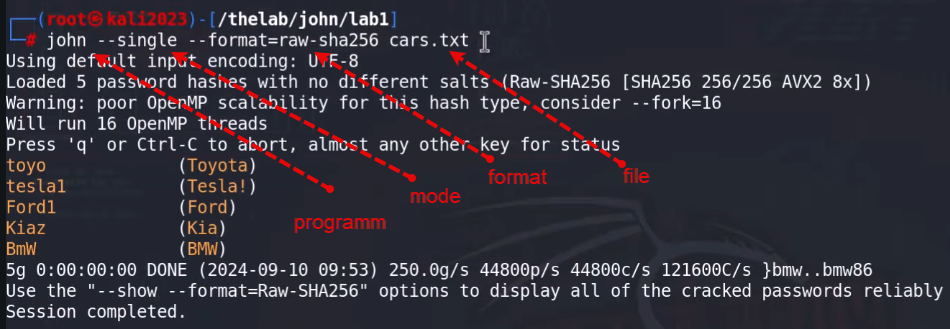 ┌──(root㉿kali2023)-[/thelab/john/lab1]
└─# john --single --format=raw-sha256 cars.txt
Using default input encoding: UTF-8
Loaded 5 password hashes with no different salts (Raw-SHA256 [SHA256 256/256 AVX2 8x])
Warning: poor OpenMP scalability for this hash type, consider --fork=16
Will run 16 OpenMP threads
Press 'q' or Ctrl-C to abort, almost any other key for status
toyo (Toyota)
tesla1 (Tesla!)
Ford1 (Ford)
Kiaz (Kia)
BmW (BMW)
programm
mode
format
file
5g 0:00:00:00 DONE (2024-09-10 09:53) 250.0g/s 44800p/s 44800c/s 121600C/s }bmw..bmw86
Use the "--show --format=Raw-SHA256" options to display all of the cracked passwords reliably
Session completed.